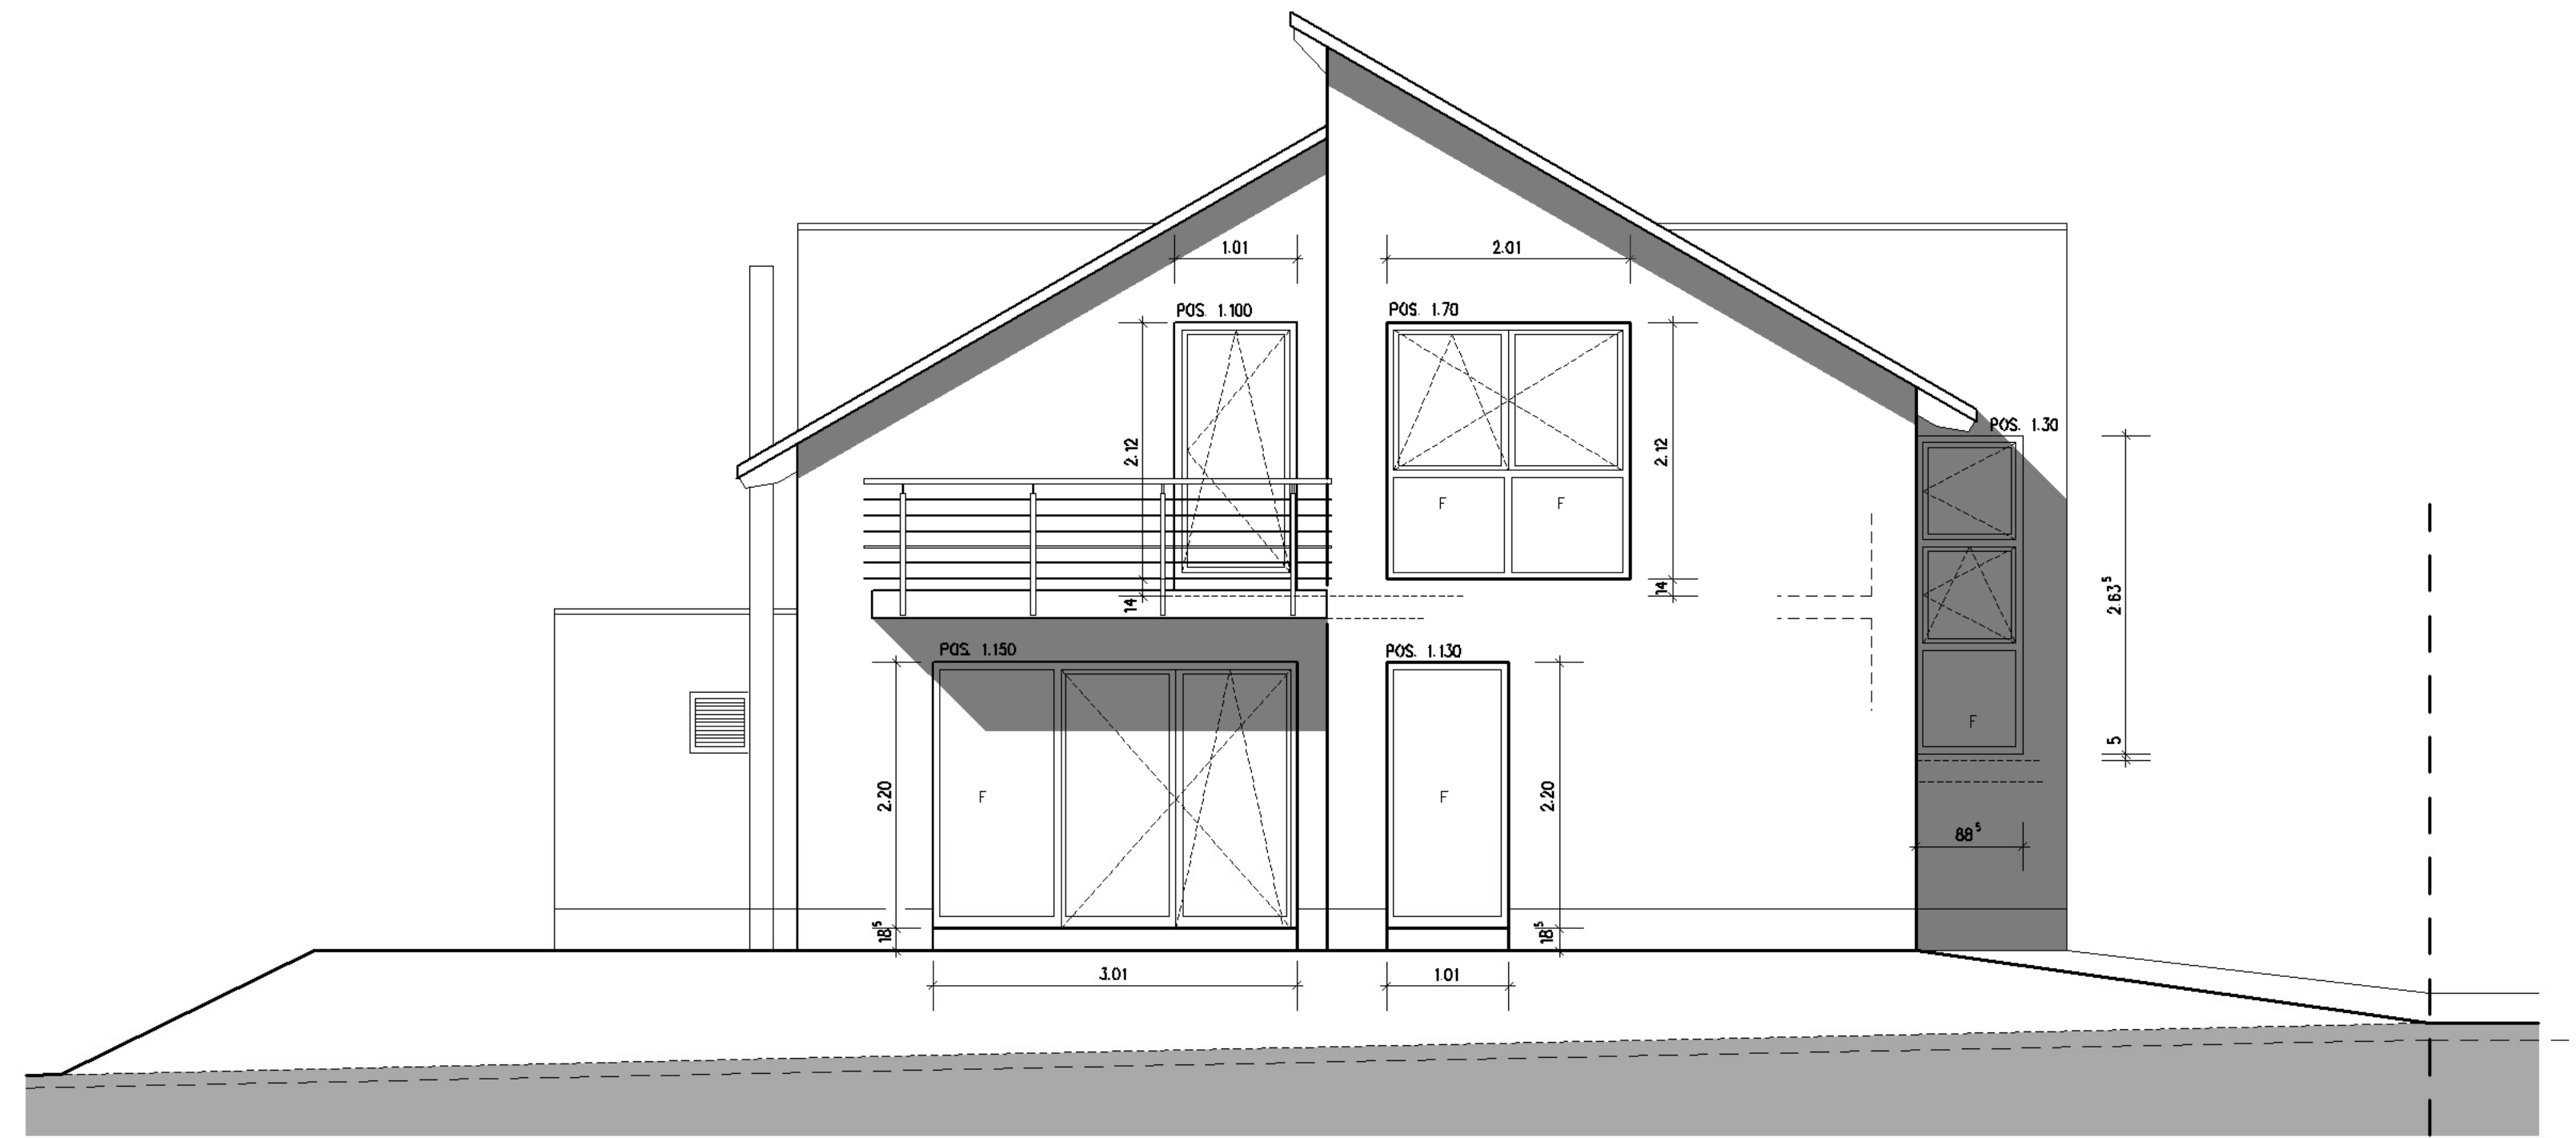 1.01
2.01
POS. 1.100
POS. 1.70
POS. 1.30
2.12
2.12
F
F
2.63⁵
14
14
POS. 1.150
POS. 1.130
F
5
2.20
F
2.20
F
88⁵
18⁵
18⁵
3.01
1.01